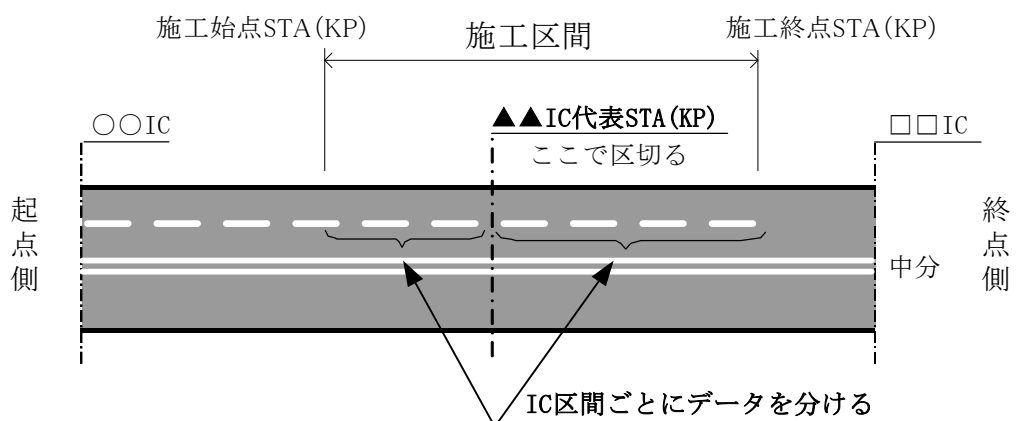 施工始点STA(KP)
施工区間
施工終点STA(KP)
○○IC
▲▲IC代表STA(KP)
ここで区切る
□□IC
起点側
終点側
中分
IC区間ごとにデータを分ける